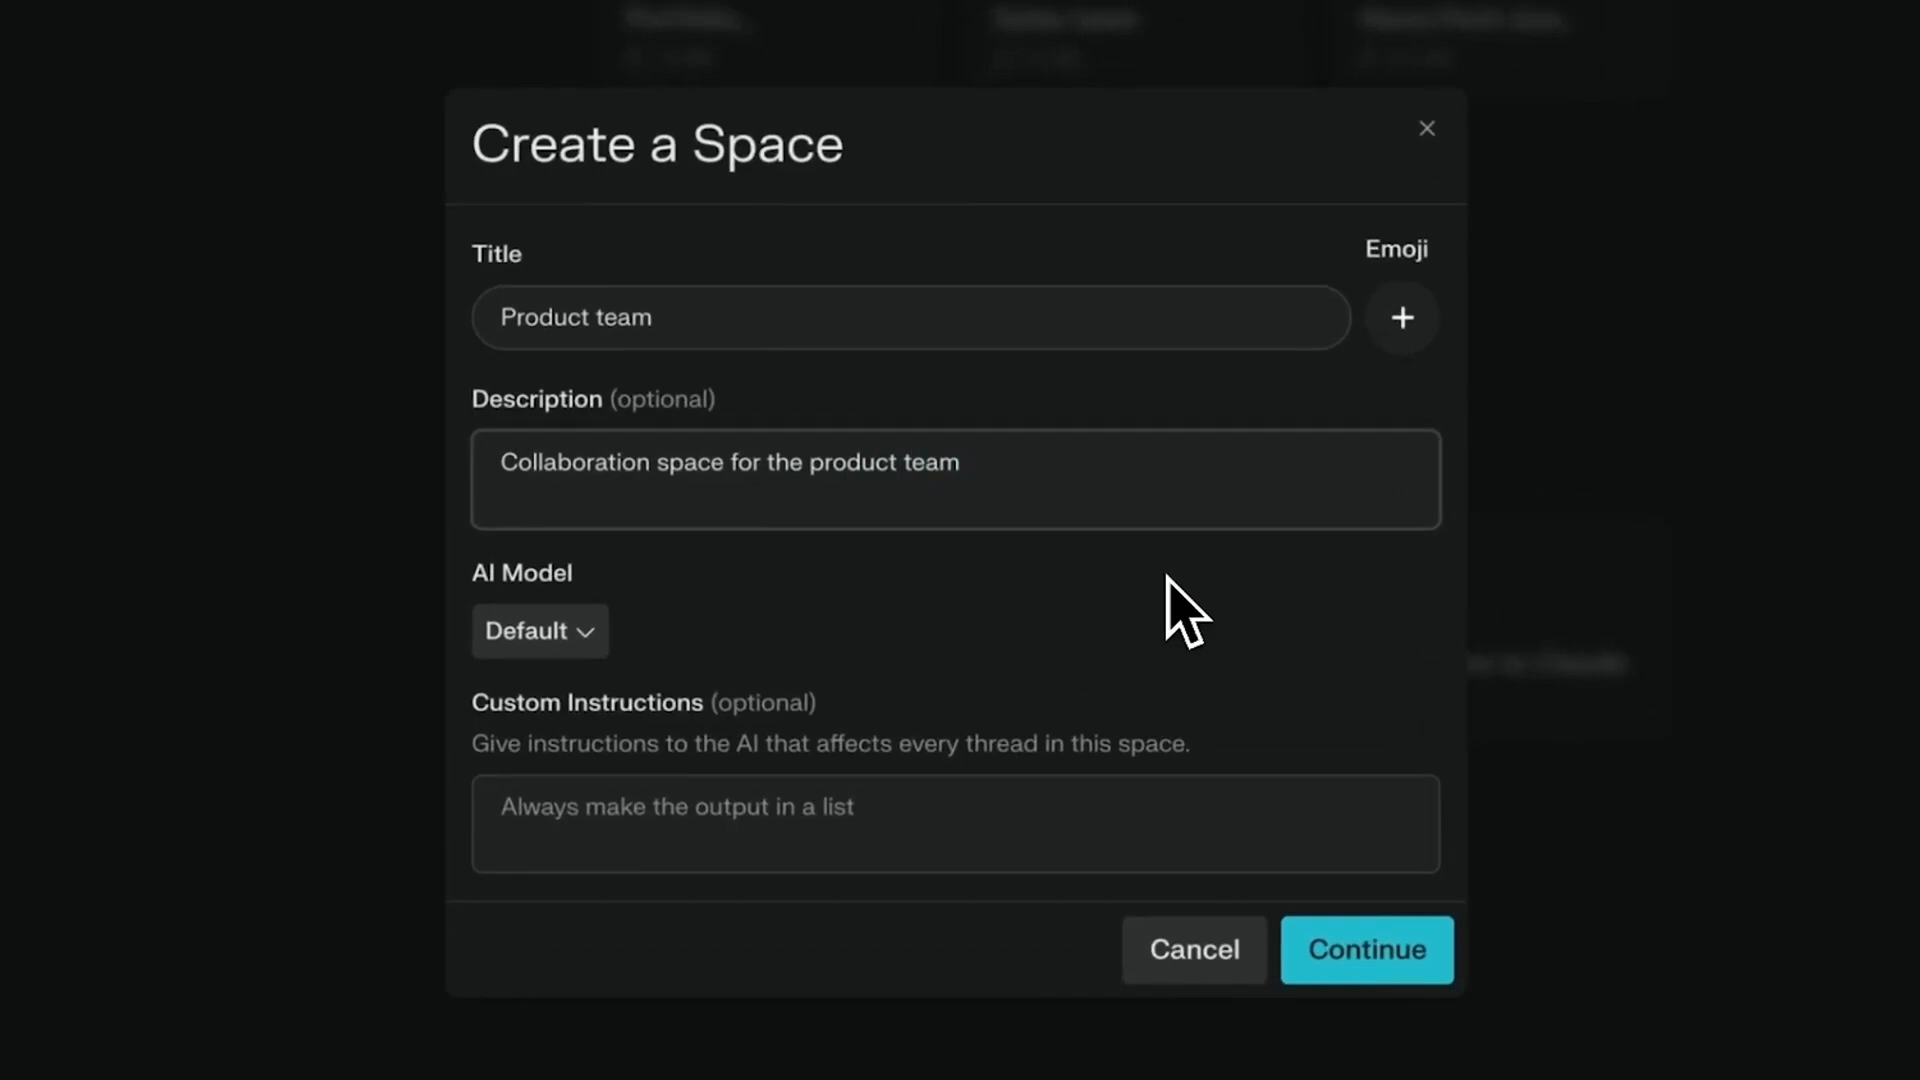 Create a Space
Title
Emoji
Product team
Description (optional)
Collaboration space for the product team
AI Model
Default
Custom Instructions (optional)
Give instructions to the AI that affects every thread in this space.
Always make the output in a list
Cancel
Continue